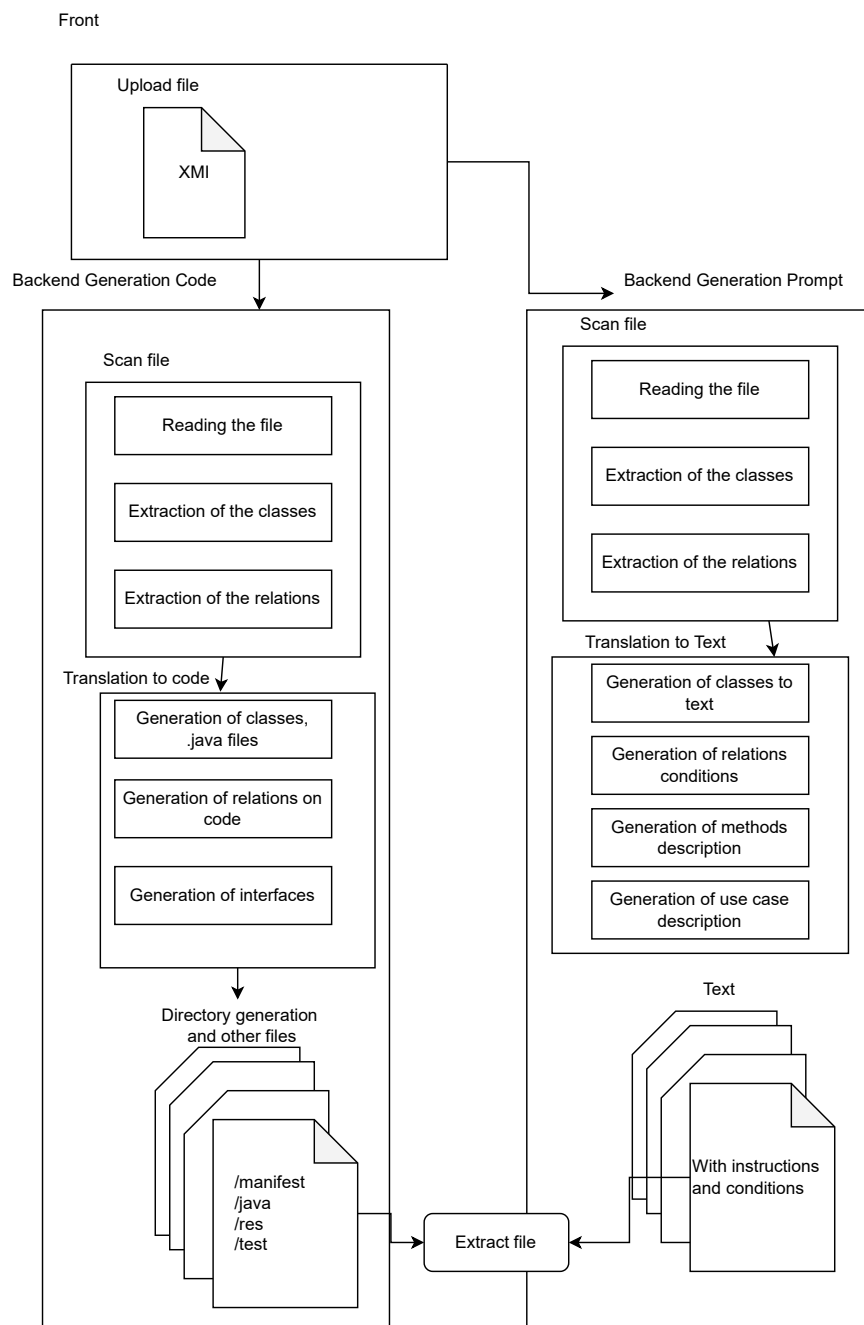 Front
Upload file
XMI
Backend Generation Code
Scan file
Reading the file
Extraction of the classes
Extraction of the relations
Translation to code
Generation of classes,
.java files
Generation of relations on
code
Generation of interfaces
Directory generation
and other files
/manifest
/java
/res
/test
Backend Generation Prompt
Scan file
Reading the file
Extraction of the classes
Extraction of the relations
Translation to Text
Generation of classes to
text
Generation of relations
conditions
Generation of methods
description
Generation of use case
description
Text
With instructions
and conditions
Extract file